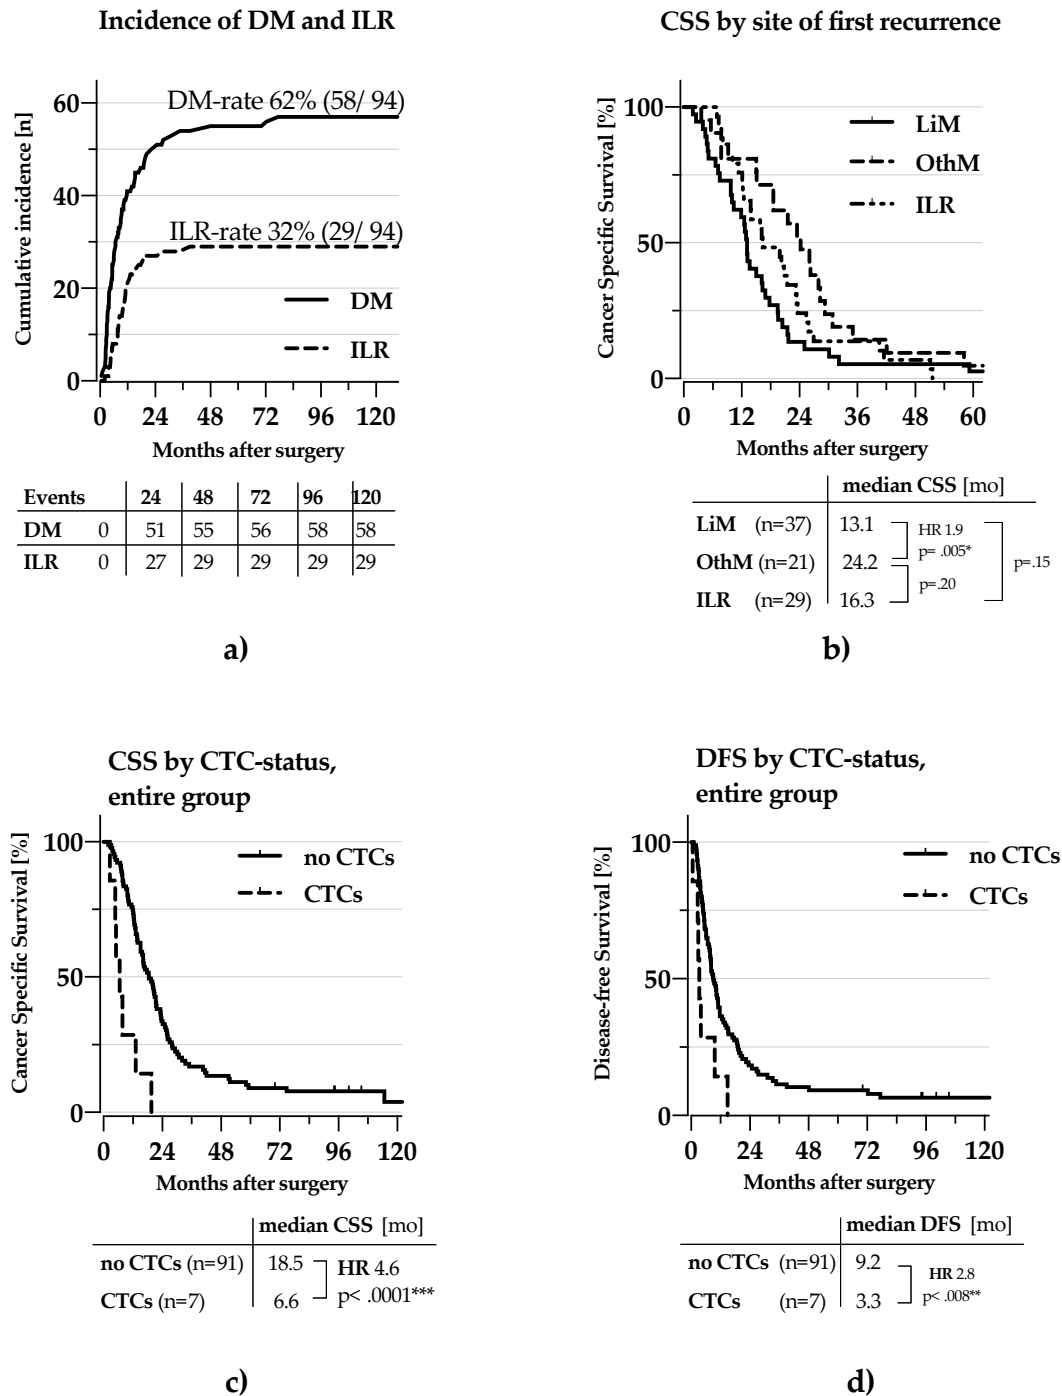 Incidence of DM and ILR
Cumulative incidence [n]
60
40
20
0
DM-rate 62% (58/ 94)
ILR-rate 32% (29/ 94)
DM
ILR
0 24 48 72 96 120
Months after surgery
Events 24 48 72 96 120
DM 0 51 55 56 58 58
ILR 0 27 29 29 29 29
a)
CSS by site of first recurrence
Cancer Specific Survival [%]
100
50
0
LiM
OthM
ILR
0 12 24 36 48 60
Months after surgery
median CSS [mo]
LiM (n=37) 13.1
HR 1.9
p= .005*
OthM (n=21) 24.2
p=.15
p=.20
ILR (n=29) 16.3
b)
CSS by CTC-status,
entire group
Cancer Specific Survival [%]
100
50
0
no CTCs
CTCs
0 24 48 72 96 120
Months after surgery
median CSS [mo]
no CTCs (n=91) 18.5
HR 4.6
CTCs (n=7) 6.6
p< .0001***
c)
DFS by CTC-status,
entire group
Disease-free Survival [%]
100
50
0
no CTCs
CTCs
0 24 48 72 96 120
Months after surgery
median DFS [mo]
no CTCs (n=91) 9.2
HR 2.8
CTCs (n=7) 3.3
p< .008**
d)